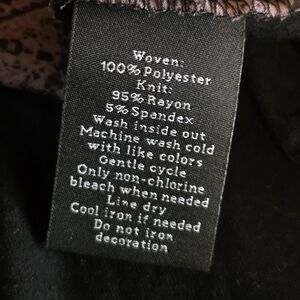 Woven:
100% Polyester
Knit:
95% Rayon
5% Spandex
Wash inside out
Machine wash cold
with like colors
Gentle cycle
Only non-chlorine
bleach when needed
Line dry
Cool iron if needed
Do not iron
decoration